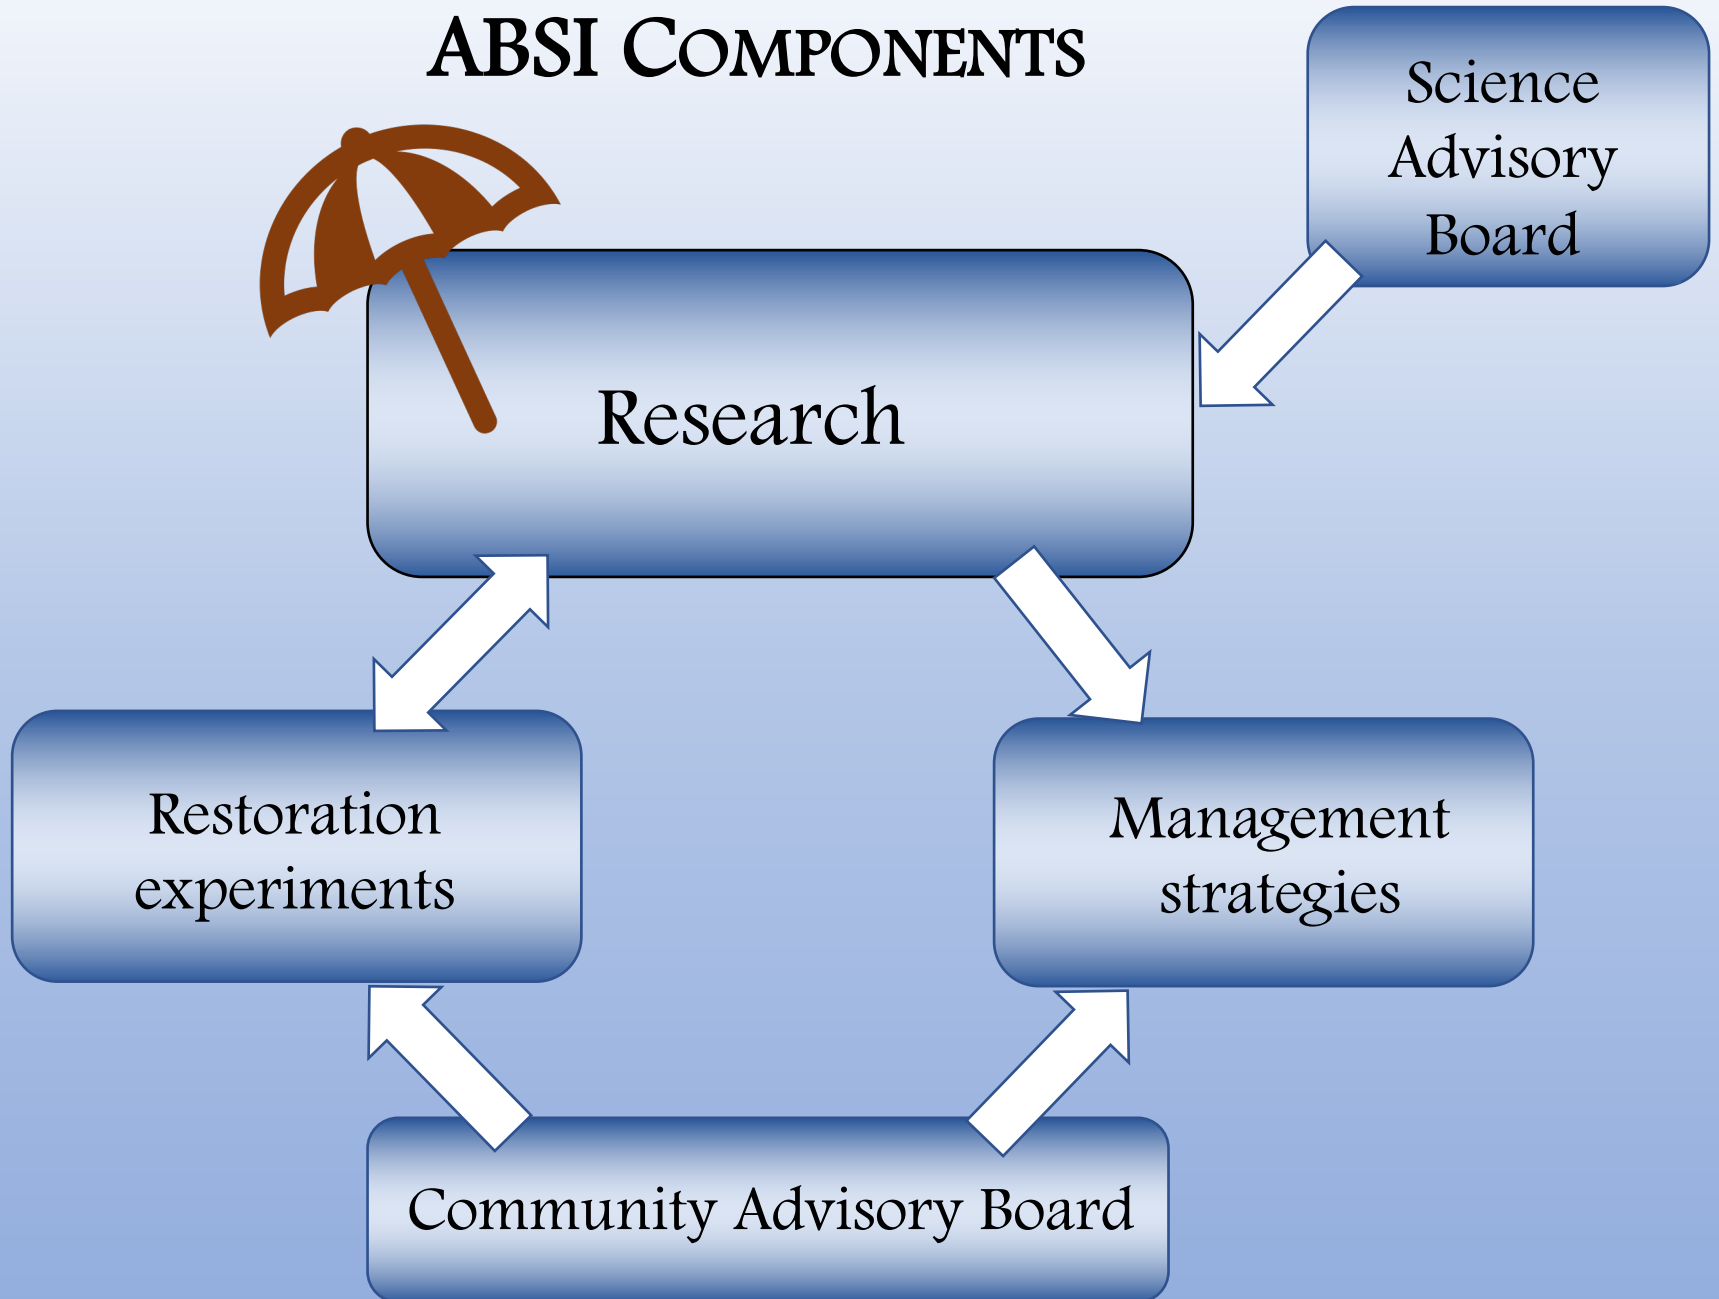 ABSI COMPONENTS
Science
Advisory
Board
Research
Restoration
experiments
Management
strategies
Community Advisory Board